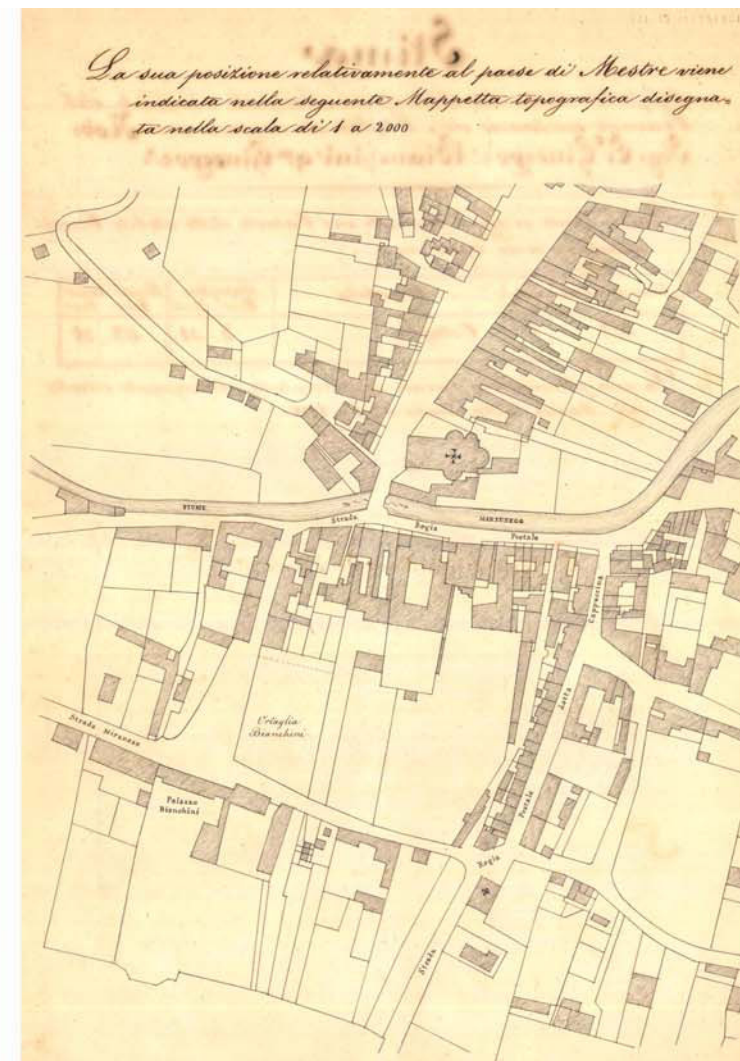 La sua posizione relativamente al paese di Mestre viene
indicata nella seguente Mappetta topografica disegna=
ta nella scala di 1 a 2000
FIUME
MARZENEGO
Strada
Regia
Postale
Cappuccina
detta
Postale
Regia
Strada
Ortaglia
Bianchini
Strada Miranese
Palazzo
Bianchini